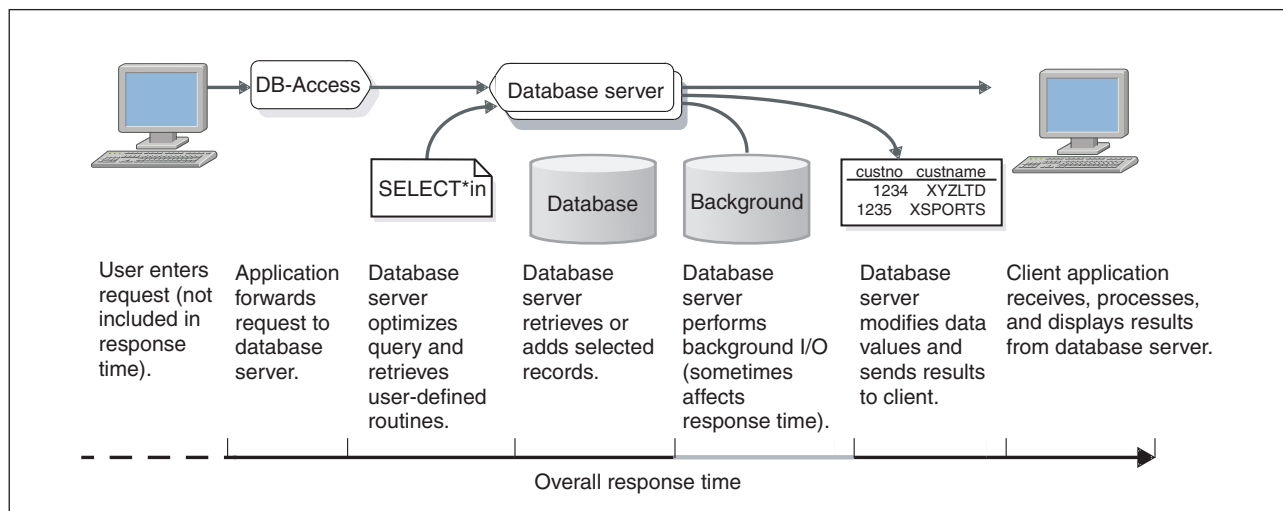 DB-Access
Database server
SELECT*in
Database
Background
custno custname
1234 XYZLTD
1235 XSPORTS
User enters
request (not
included in
response
time).
Application
forwards
request to
database
server.
Database
server
optimizes
query and
retrieves
user-defined
routines.
Database
server
retrieves or
adds selected
records.
Database
server
performs
background I/O
(sometimes
affects
response time).
Database
server
modifies data
values and
sends results
to client.
Client application
receives, processes,
and displays results
from database server.
Overall response time